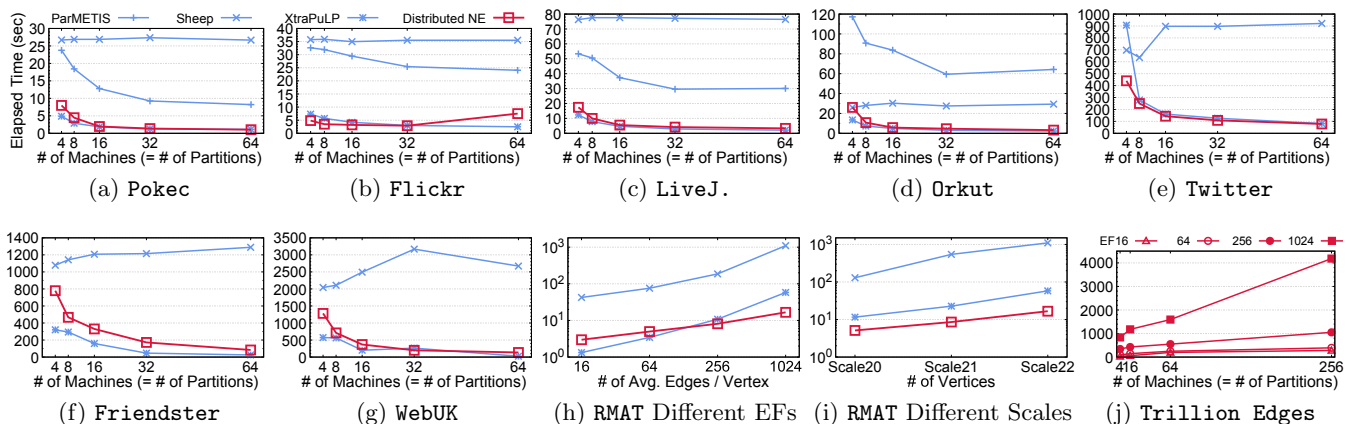 ParMETIS Sheep XtraPuLP Distributed NE
Elapsed Time (sec)
30 25 20 15 10 5 0
4 8 16 32 64
# of Machines (= # of Partitions)
(a) Pokec
40 35 30 25 20 15 10 5 0
4 8 16 32 64
# of Machines (= # of Partitions)
(b) Flickr
80 70 60 50 40 30 20 10 0
4 8 16 32 64
# of Machines (= # of Partitions)
(c) LiveJ.
120 100 80 60 40 20 0
4 8 16 32 64
# of Machines (= # of Partitions)
(d) Orkut
1000 900 800 700 600 500 400 300 200 100 0
4 8 16 32 64
# of Machines (= # of Partitions)
(e) Twitter
1400 1200 1000 800 600 400 200 0
4 8 16 32 64
# of Machines (= # of Partitions)
(f) Friendster
3500 3000 2500 2000 1500 1000 500 0
4 8 16 32 64
# of Machines (= # of Partitions)
(g) WebUK
10³ 10² 10¹ 10⁰
16 64 256 1024
# of Avg. Edges / Vertex
(h) RMAT Different EFs
10³ 10² 10¹ 10⁰
Scale20 Scale21 Scale22
# of Vertices
(i) RMAT Different Scales
EF16 64 256 1024
4000 3000 2000 1000 0
4 16 64 256
# of Machines (= # of Partitions)
(j) Trillion Edges